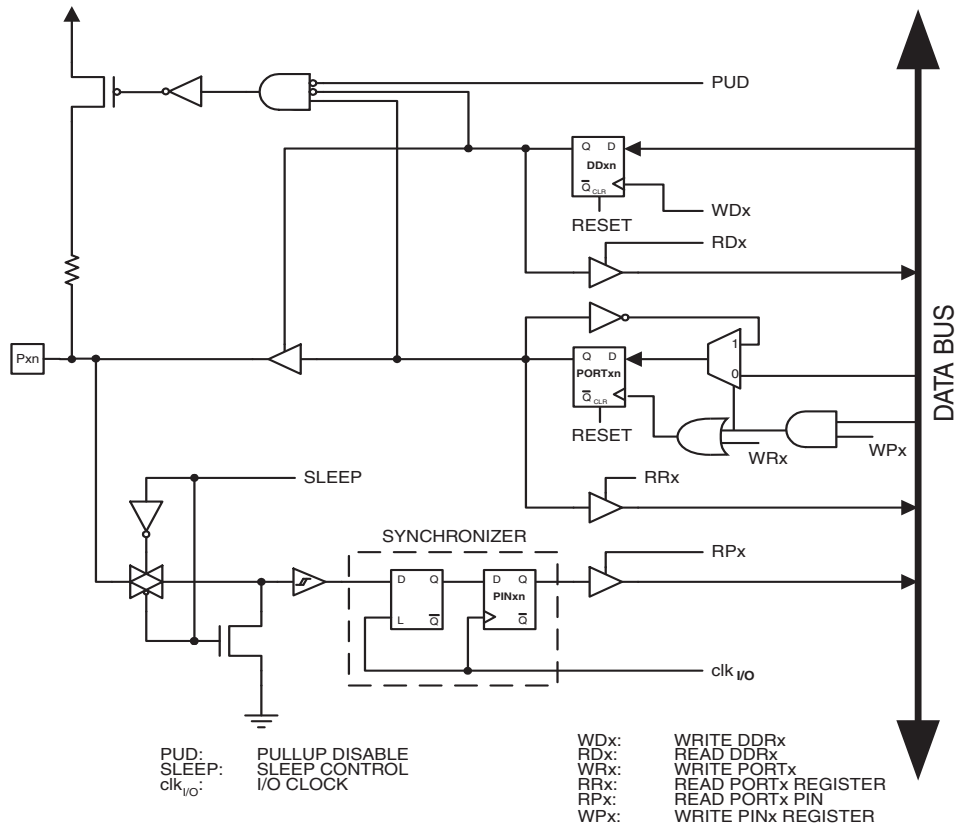 PUD
Q D
DDxn
Q CLR
WDx
RESET
RDx
1
Pxn
Q D
PORTxn
0
Q CLR
RESET
WRx
WPx
SLEEP
RRx
SYNCHRONIZER
RPx
D Q
D Q
PINxn
L Q
Q
clk I/O
DATA BUS
PUD: PULLUP DISABLE
SLEEP: SLEEP CONTROL
clkI/O: I/O CLOCK
WDx: WRITE DDRx
RDx: READ DDRx
WRx: WRITE PORTx
RRx: READ PORTx REGISTER
RPx: READ PORTx PIN
WPx: WRITE PINx REGISTER